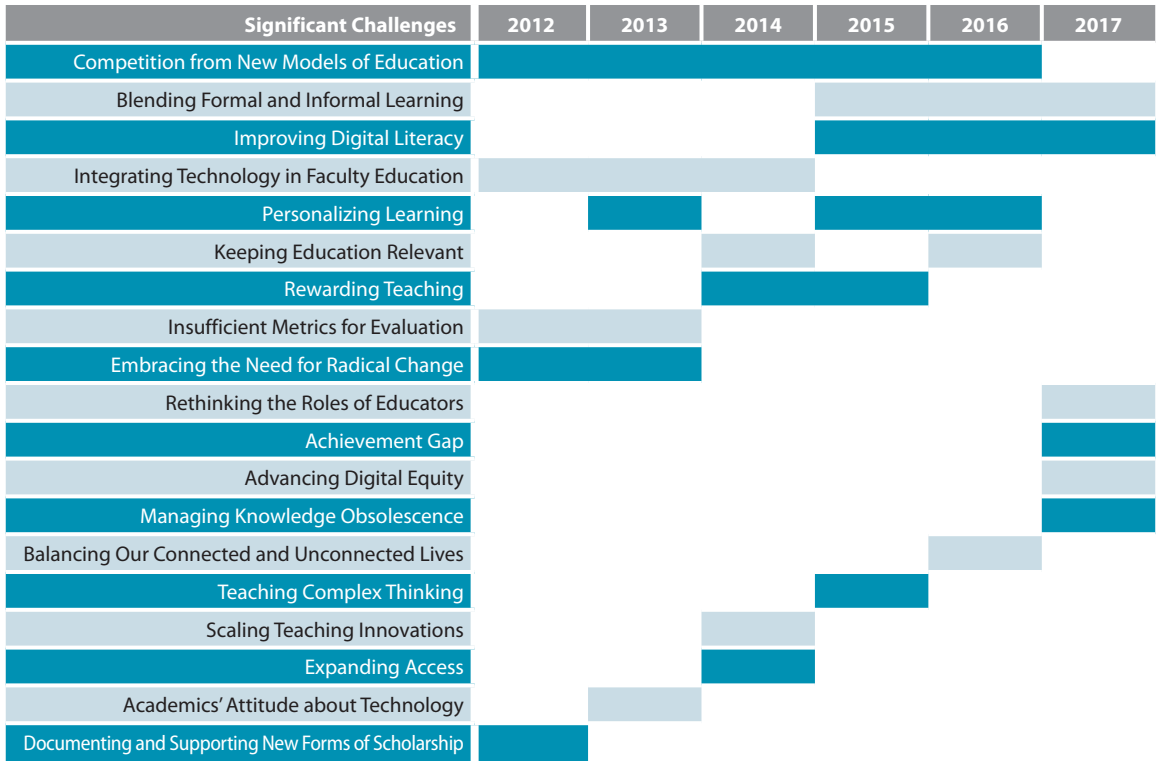 Significant Challenges 2012 2013 2014 2015 2016 2017
Competition from New Models of Education
Blending Formal and Informal Learning
Improving Digital Literacy
Integrating Technology in Faculty Education
Personalizing Learning
Keeping Education Relevant
Rewarding Teaching
Insufficient Metrics for Evaluation
Embracing the Need for Radical Change
Rethinking the Roles of Educators
Achievement Gap
Advancing Digital Equity
Managing Knowledge Obsolescence
Balancing Our Connected and Unconnected Lives
Teaching Complex Thinking
Scaling Teaching Innovations
Expanding Access
Academics’ Attitude about Technology
Documenting and Supporting New Forms of Scholarship